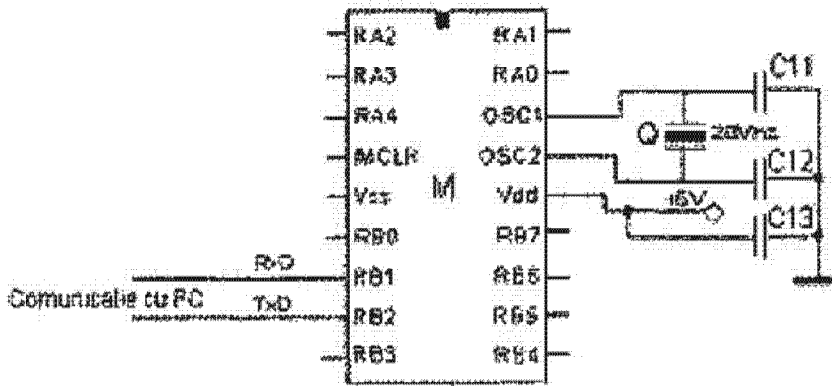 RA2 RA1
RA3 RA0 C11
RA4 OSC1
Q 20MHz
MCLR OSC2 C12
M
Vss Vdd +5V C13
RB0 RB7
RxD RB1 RB6
Comunicatie cu PC
TxD RB2 RB5
RB3 RB4